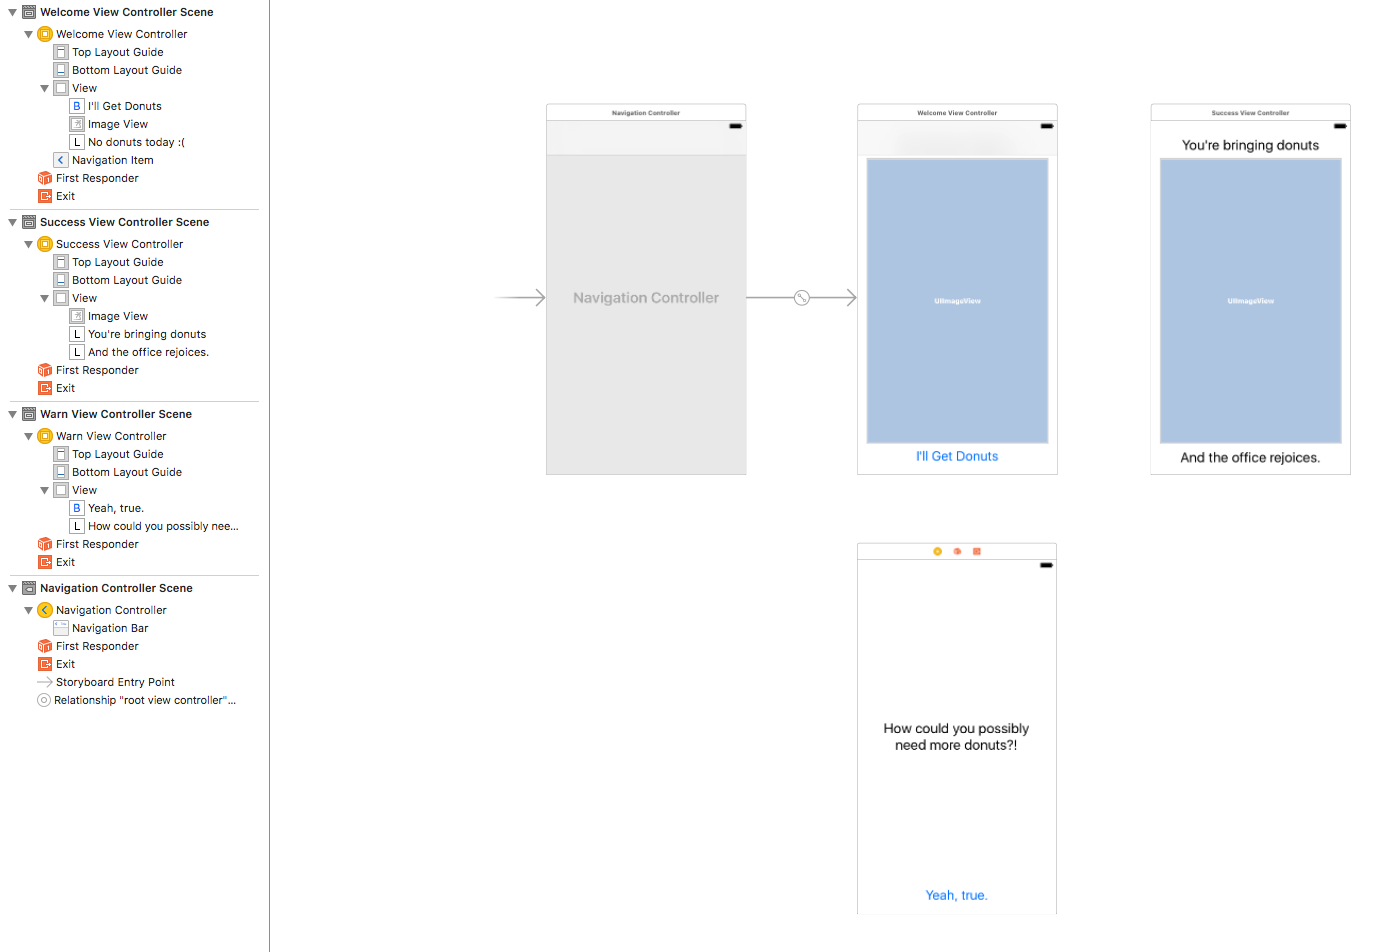 Welcome View Controller Scene
Welcome View Controller
Top Layout Guide
Bottom Layout Guide
View
B I'll Get Donuts
Image View
L No donuts today :(
Navigation Item
First Responder
Exit
Success View Controller Scene
Success View Controller
Top Layout Guide
Bottom Layout Guide
View
Image View
L You're bringing donuts
L And the office rejoices.
First Responder
Exit
Warn View Controller Scene
Warn View Controller
Top Layout Guide
Bottom Layout Guide
View
B Yeah, true.
L How could you possibly nee...
First Responder
Exit
Navigation Controller Scene
Navigation Controller
Navigation Bar
First Responder
Exit
Storyboard Entry Point
Relationship "root view controller"...
Navigation Controller
Navigation Controller
Welcome View Controller
UIImageView
I'll Get Donuts
Success View Controller
You're bringing donuts
UIImageView
And the office rejoices.
How could you possibly
need more donuts?!
Yeah, true.